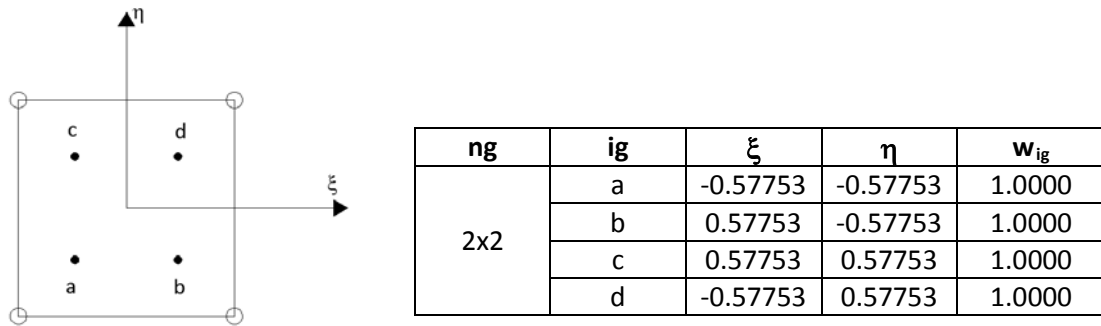 η
c d
ξ
a b
ng ig ξ η w_ig
2x2
a -0.57753 -0.57753 1.0000
b 0.57753 -0.57753 1.0000
c 0.57753 0.57753 1.0000
d -0.57753 0.57753 1.0000